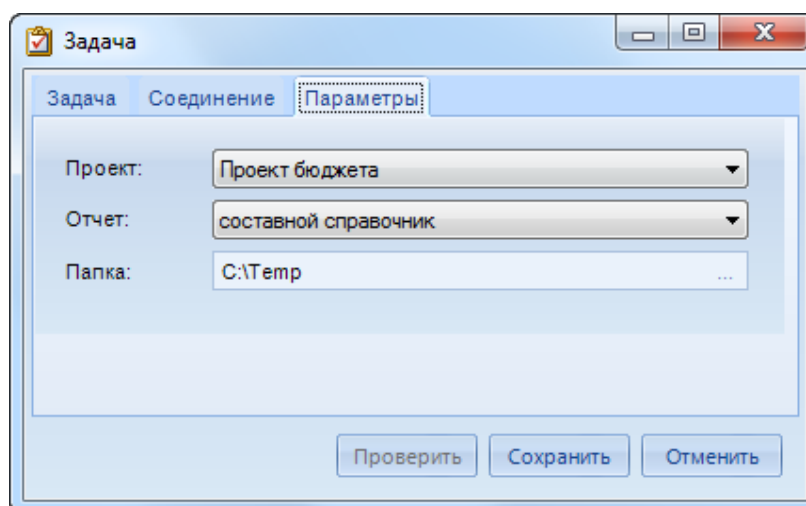 Задача
Задача Соединение Параметры
Проект: Проект бюджета
Отчет: составной справочник
Папка: C:\Temp ...
Проверить Сохранить Отменить